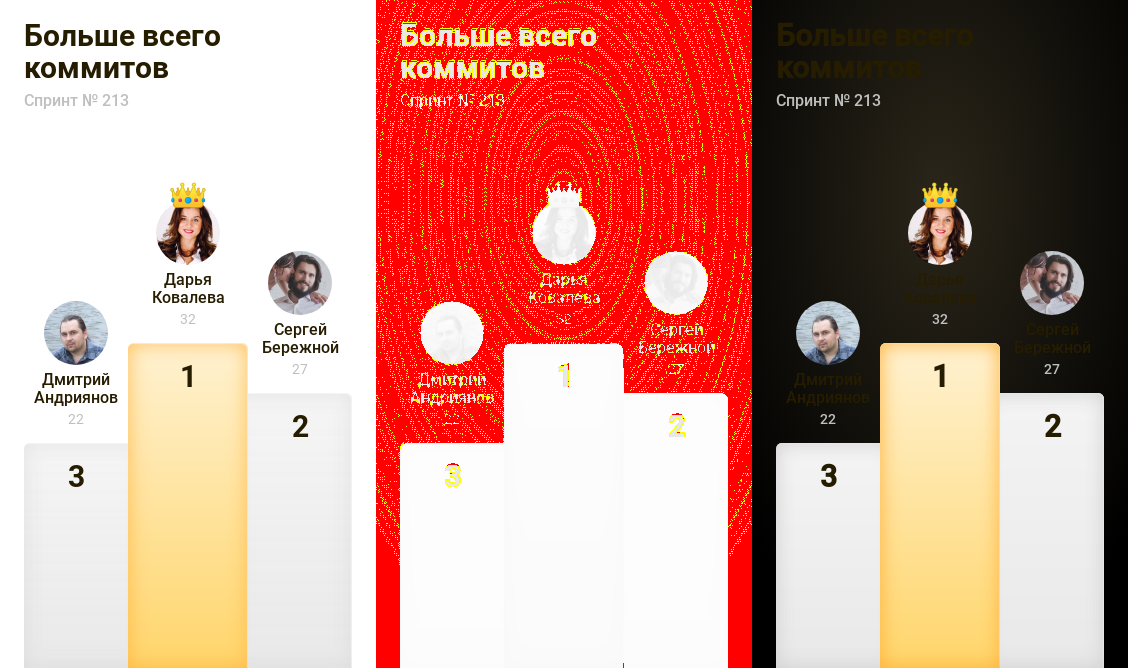 Больше всего
коммитов
Спринт № 213
Дарья
Ковалева
32
Сергей
Бережной
27
Дмитрий
Андриянов
22
1
2
3
Больше всего
коммитов
Спринт № 213
Дарья
Ковалева
32
Сергей
Бережной
27
Дмитрий
Андриянов
22
1
2
3
Больше всего
коммитов
Спринт № 213
Дарья
Ковалева
32
Сергей
Бережной
27
Дмитрий
Андриянов
22
1
2
3